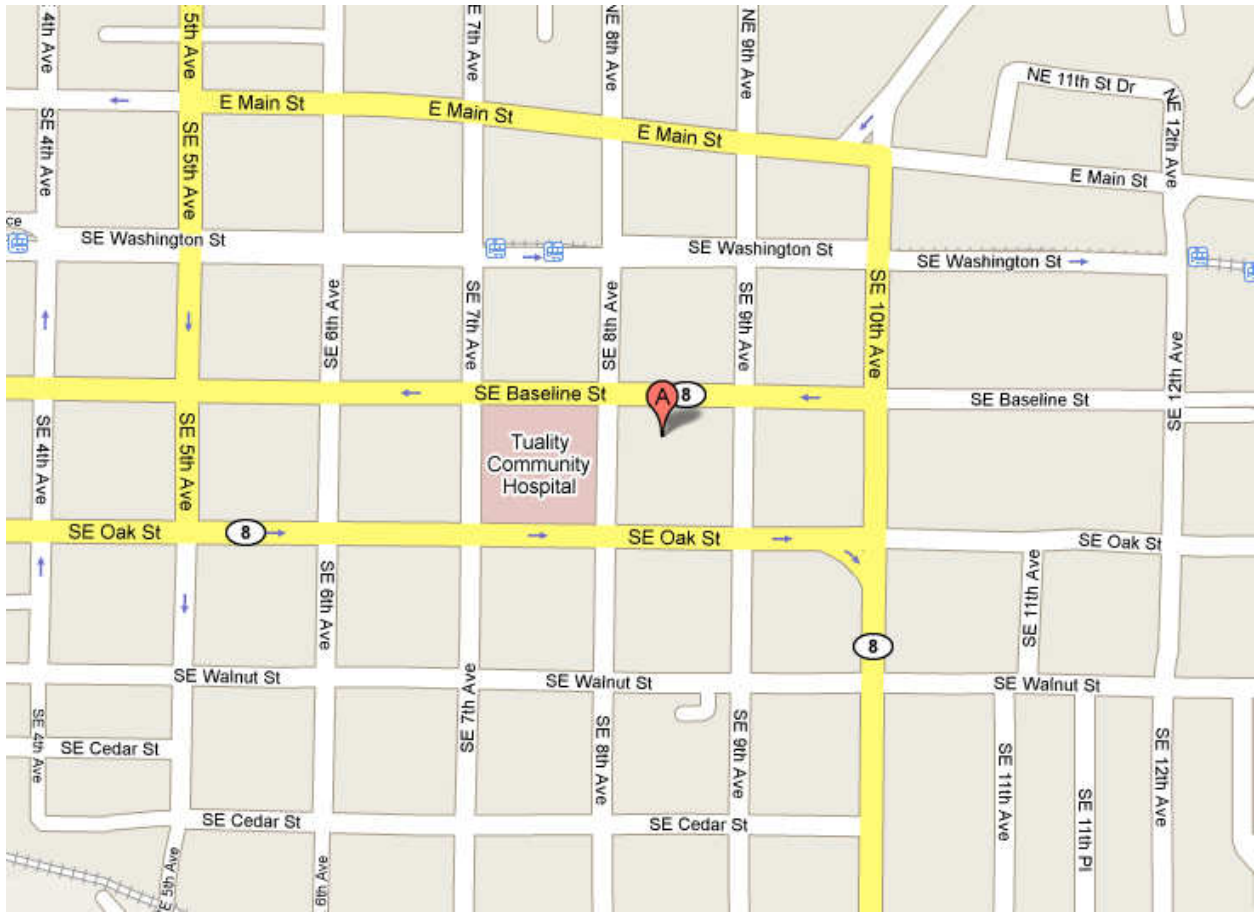 4th Ave
5th Ave
E 7th Ave
NE 8th Ave
NE 9th Ave
NE 11th St Dr
NE 12th Ave
E Main St
E Main St
E Main St
E Main St
SE 4th Ave
SE 5th Ave
ce
SE Washington St
SE Washington St
SE Washington St
SE 6th Ave
SE 7th Ave
SE 8th Ave
SE 9th Ave
SE 10th Ave
SE 12th Ave
SE Baseline St
A
8
SE Baseline St
SE 4th Ave
SE 5th Ave
Tuality
Community
Hospital
SE Oak St
8
SE Oak St
SE Oak St
SE 6th Ave
SE 11th Ave
8
SE Walnut St
SE Walnut St
SE Walnut St
SE 7th Ave
SE 4th Ave
SE Cedar St
SE 8th Ave
SE 9th Ave
SE 11th Ave
SE 11th Pl
SE 12th Ave
SE Cedar St
SE Cedar St
E 5th Ave
6th Ave